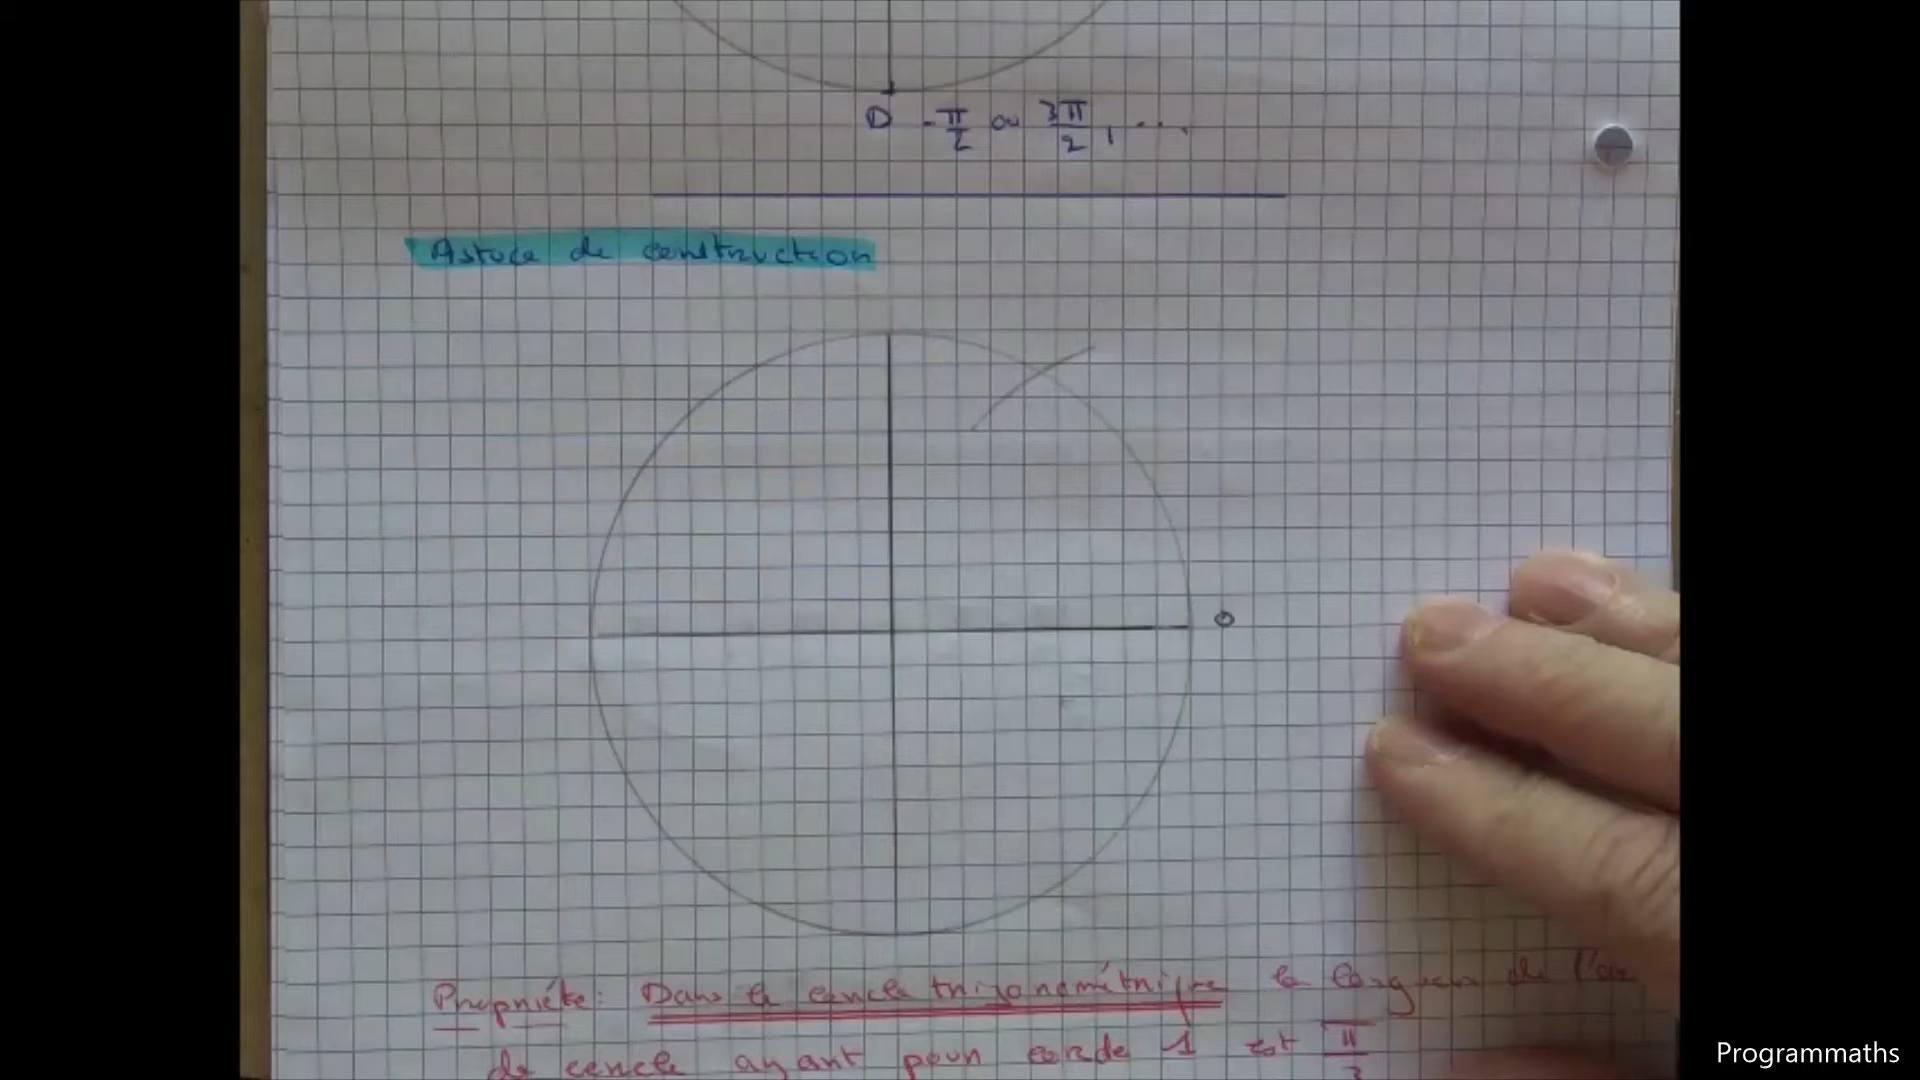 D -π/2 ou 3π/2, ...
Astuce de construction
0
Propriété : Dans le cercle trigonométrique la longueur de l'arc
de cercle ayant pour corde 1 est π/3
Programmaths